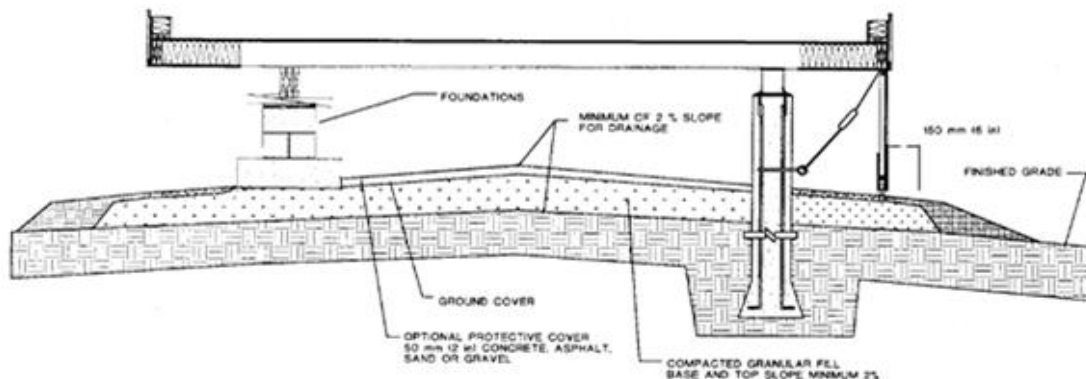 FOUNDATIONS
MINIMUM OF 2 % SLOPE
FOR DRAINAGE
150 mm (6 in)
FINISHED GRADE
GROUND COVER
OPTIONAL PROTECTIVE COVER
50 mm (2 in) CONCRETE, ASPHALT,
SAND OR GRAVEL
COMPACTED GRANULAR FILL
BASE AND TOP SLOPE MINIMUM 2%